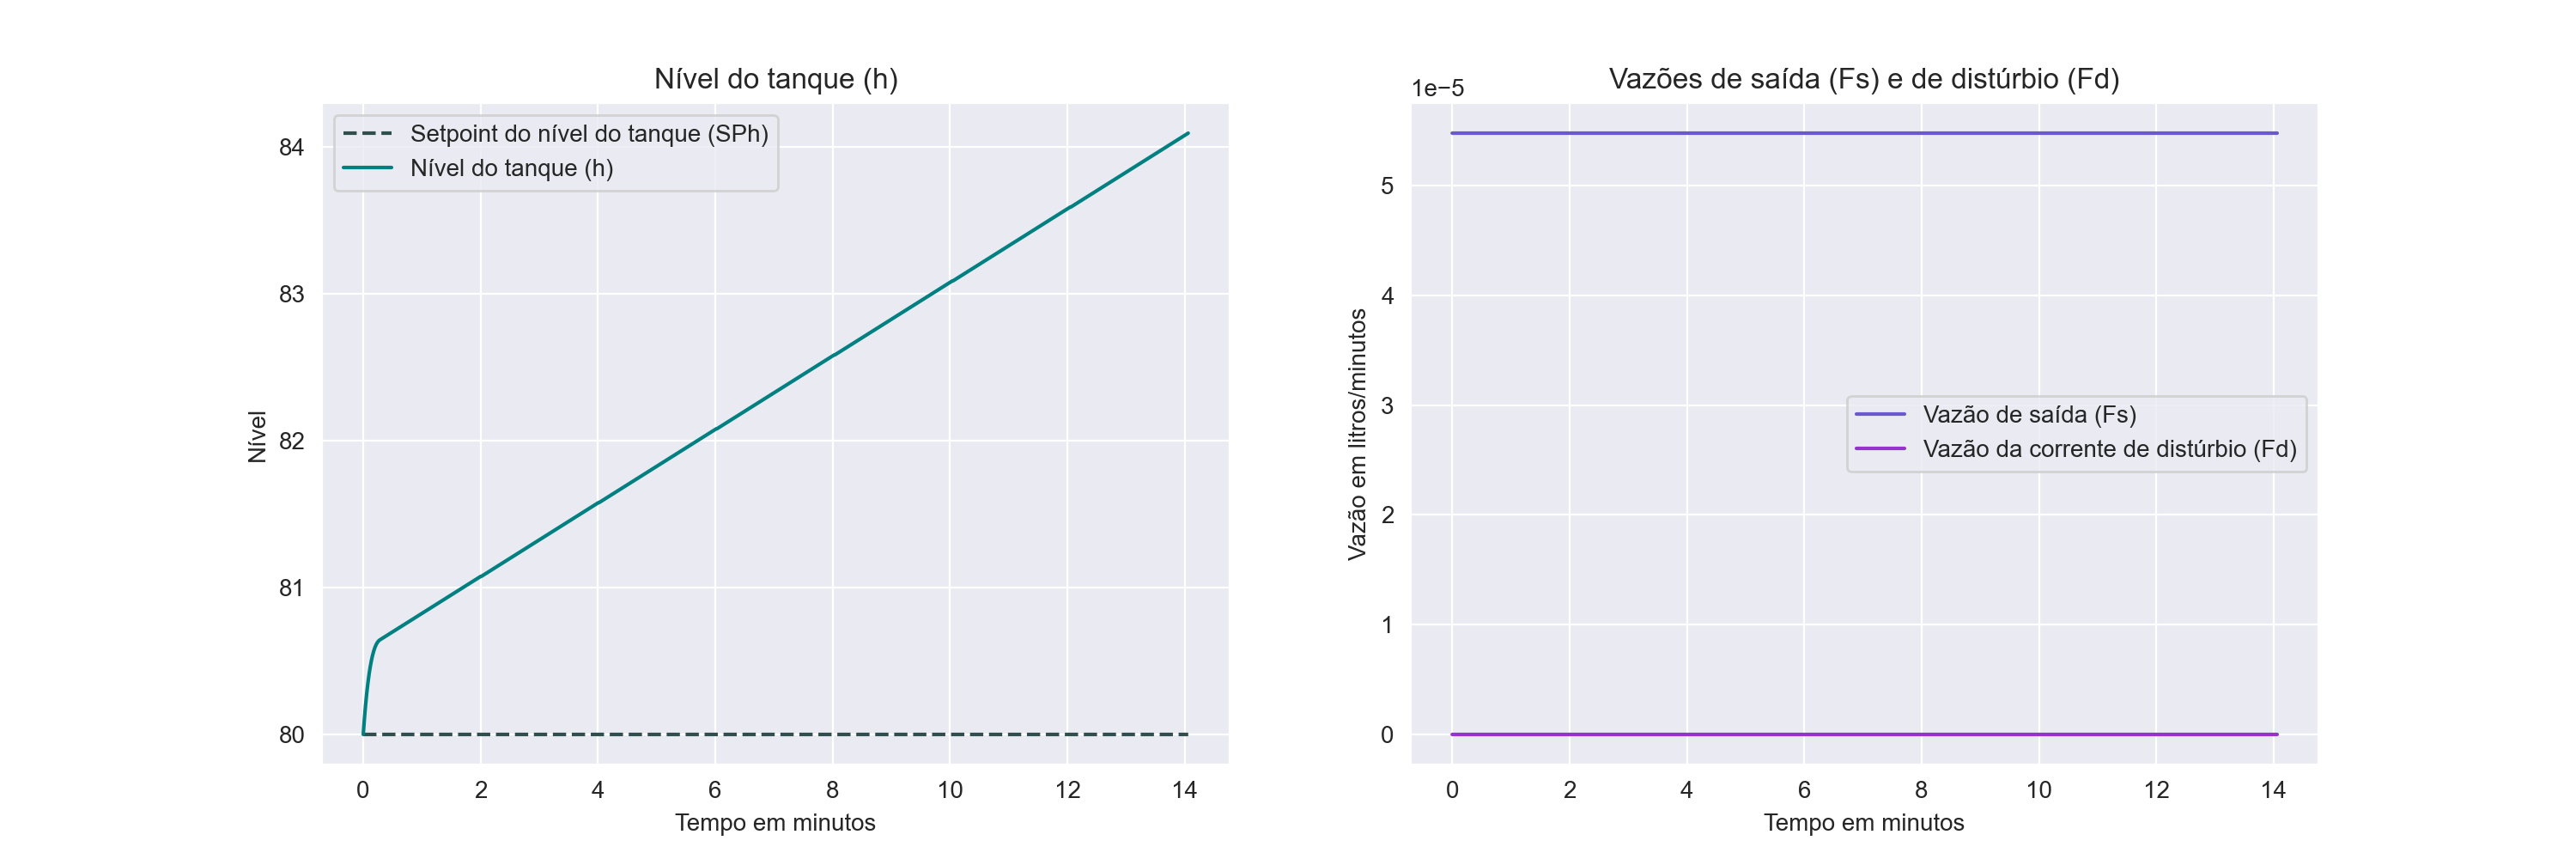 Nível do tanque (h)
Setpoint do nível do tanque (SPh)
Nível do tanque (h)
84
83
82
81
80
Nível
0 2 4 6 8 10 12 14
Tempo em minutos
Vazões de saída (Fs) e de distúrbio (Fd)
1e−5
5
4
3
2
1
0
Vazão em litros/minutos
Vazão de saída (Fs)
Vazão da corrente de distúrbio (Fd)
0 2 4 6 8 10 12 14
Tempo em minutos